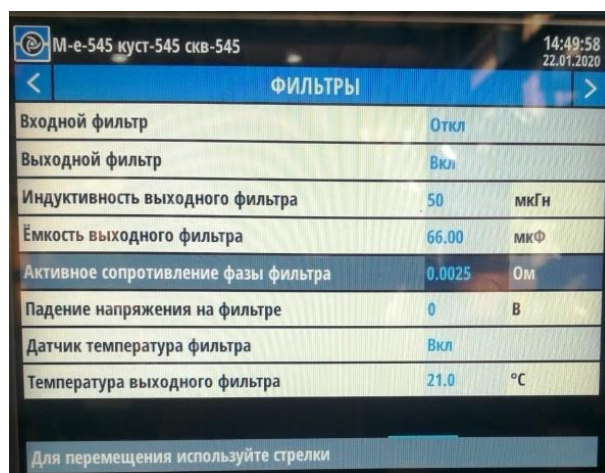 М-е-545 куст-545 скв-545 14:49:58
22.01.2020
< ФИЛЬТРЫ >
Входной фильтр Откл
Выходной фильтр Вкл
Индуктивность выходного фильтра 50 мкГн
Ёмкость выходного фильтра 66.00 мкФ
Активное сопротивление фазы фильтра 0.0025 Ом
Падение напряжения на фильтре 0 В
Датчик температура фильтра Вкл
Температура выходного фильтра 21.0 °C
Для перемещения используйте стрелки